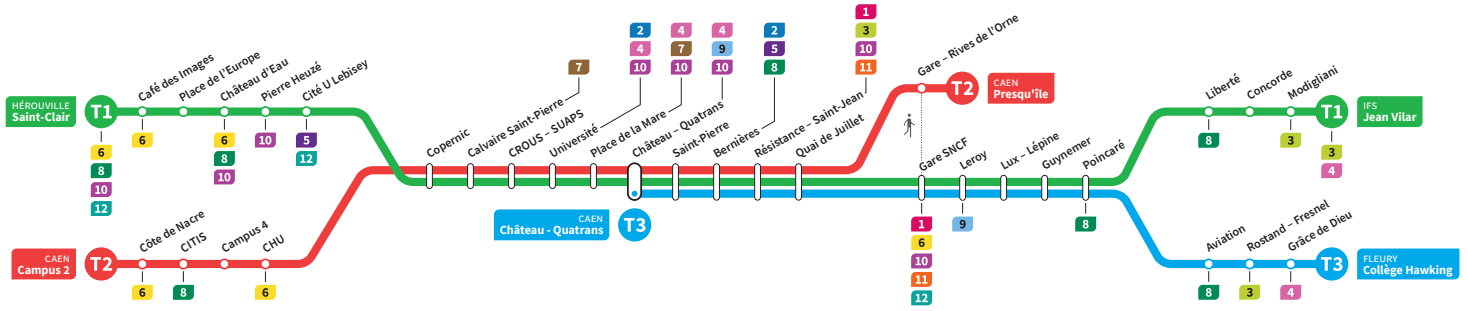 HÉROUVILLE
Saint-Clair
T1
6
8
10
12
Café des Images
6
Place de l'Europe
Château d'Eau
6
8
10
Pierre Heuzé
10
Cité U Lebisey
5
12
CAEN
Campus 2
T2
Côte de Nacre
6
CITIS
8
Campus 4
CHU
6
Copernic
Calvaire Saint-Pierre
7
CROUS – SUAPS
Université
2
4
10
Place de la Mare
4
7
10
Château – Quatrans
4
9
10
CAEN
Château - Quatrans
T3
Saint-Pierre
Bernières
2
5
8
Résistance – Saint-Jean
1
3
10
11
Quai de Juillet
Gare – Rives de l'Orne
T2
CAEN
Presqu'île
Gare SNCF
1
6
10
11
12
Leroy
9
Lux – Lépine
Guynemer
Poincaré
8
Liberté
8
Concorde
Modigliani
3
T1
IFS
Jean Vilar
3
4
Aviation
8
Rostand – Fresnel
3
Grâce de Dieu
4
T3
FLEURY
Collège Hawking